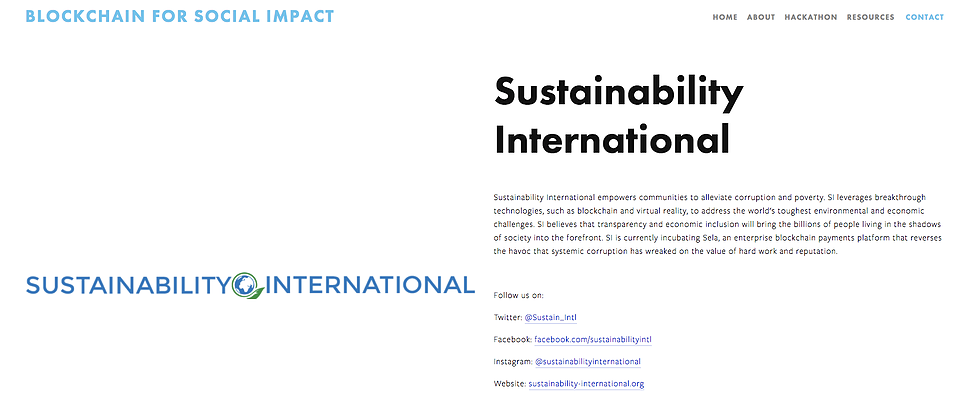 BLOCKCHAIN FOR SOCIAL IMPACT
HOME ABOUT HACKATHON RESOURCES CONTACT
SUSTAINABILITY INTERNATIONAL
Sustainability
International
Sustainability International empowers communities to alleviate corruption and poverty. SI leverages breakthrough
technologies, such as blockchain and virtual reality, to address the world's toughest environmental and economic
challenges. SI believes that transparency and economic inclusion will bring the billions of people living in the shadows
of society into the forefront. SI is currently incubating Sela, an enterprise blockchain payments platform that reverses
the havoc that systemic corruption has wreaked on the value of hard work and reputation.
Follow us on:
Twitter: @Sustain_Intl
Facebook: facebook.com/sustainabilityintl
Instagram: @sustainabilityinternational
Website: sustainability-international.org